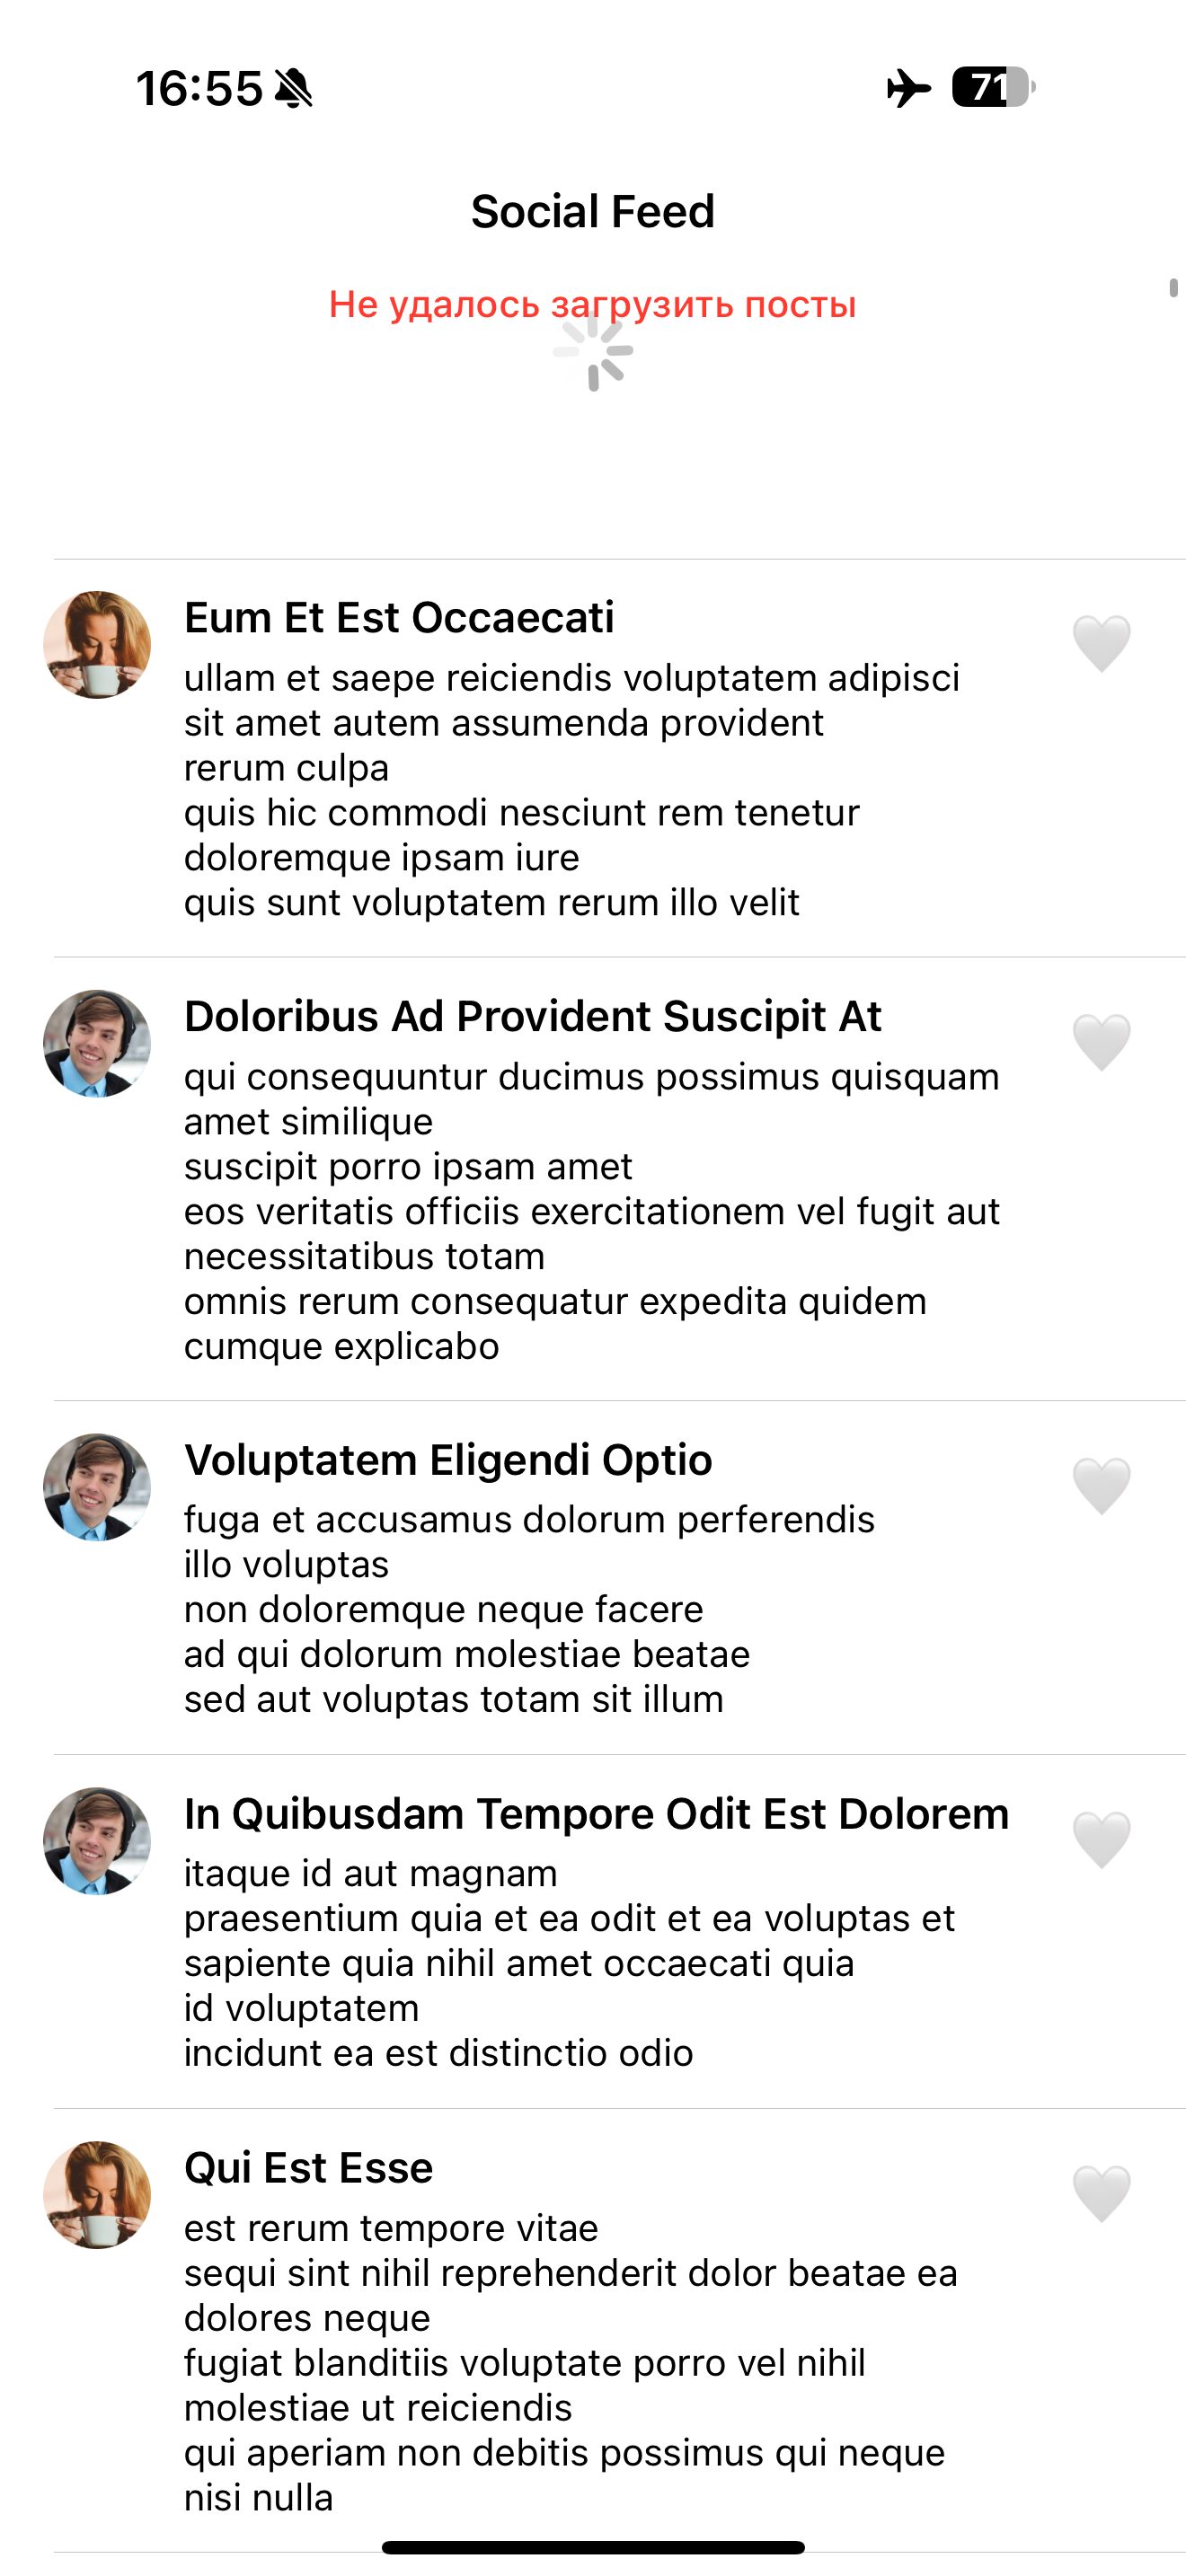 16:55
71
Social Feed
Не удалось загрузить посты
Eum Et Est Occaecati
ullam et saepe reiciendis voluptatem adipisci
sit amet autem assumenda provident
rerum culpa
quis hic commodi nesciunt rem tenetur
doloremque ipsam iure
quis sunt voluptatem rerum illo velit
Doloribus Ad Provident Suscipit At
qui consequuntur ducimus possimus quisquam
amet similique
suscipit porro ipsam amet
eos veritatis officiis exercitationem vel fugit aut
necessitatibus totam
omnis rerum consequatur expedita quidem
cumque explicabo
Voluptatem Eligendi Optio
fuga et accusamus dolorum perferendis
illo voluptas
non doloremque neque facere
ad qui dolorum molestiae beatae
sed aut voluptas totam sit illum
In Quibusdam Tempore Odit Est Dolorem
itaque id aut magnam
praesentium quia et ea odit et ea voluptas et
sapiente quia nihil amet occaecati quia
id voluptatem
incidunt ea est distinctio odio
Qui Est Esse
est rerum tempore vitae
sequi sint nihil reprehenderit dolor beatae ea
dolores neque
fugiat blanditiis voluptate porro vel nihil
molestiae ut reiciendis
qui aperiam non debitis possimus qui neque
nisi nulla